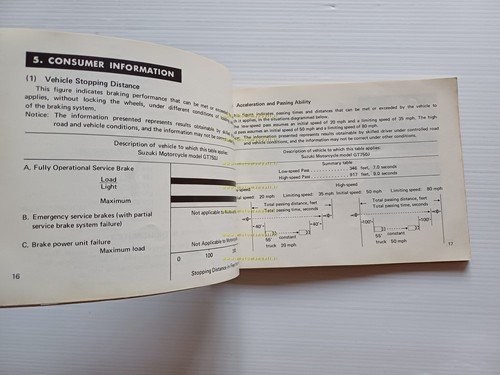 5. CONSUMER INFORMATION
(1) Vehicle Stopping Distance
This figure indicates braking performance that can be met or exceeded
applies, without locking the wheels, under different conditions of
of the braking system.
Notice: The information presented represents results obtainable by skilled
road and vehicle conditions, and the information may not be correct
Description of vehicle to which this table applies:
Suzuki Motorcycle model GT750J
A. Fully Operational Service Brake
Load
Light
Maximum
B. Emergency service brakes (with partial
service brake system failure)
Not applicable to
C. Brake power unit failure
Maximum load
Not Applicable to
0 100
Stopping Distance in Feet
16
Acceleration and Passing Ability
This figure indicates passing times and distances that can be met or exceeded by the vehicle to
which it applies, in the situations diagrammed below.
The low-speed pass assumes an initial speed of 20 mph and a limiting speed of 35 mph. The high
speed pass assumes an initial speed of 50 mph and a limiting speed of 80 mph.
Notice: The information presented represents results obtainable by skilled driver under controlled road
and vehicle conditions, and the information may not be correct under other conditions.
Description of vehicle to which this table applies:
Suzuki Motorcycle model GT750J
Summary table
Low-speed Pass 346 feet, 7.0 seconds
High-speed Pass 817 feet, 8.0 seconds
High-speed
speed 20 mph Limiting speed: 35 mph
Initial speed: 50 mph Limiting speed: 80 mph
Total passing distance, feet
Total passing time, seconds
Total passing distance, feet
Total passing time, seconds
40' 40'
100' 100'
55' constant
truck 20 mph.
55' constant
truck 50 mph
17